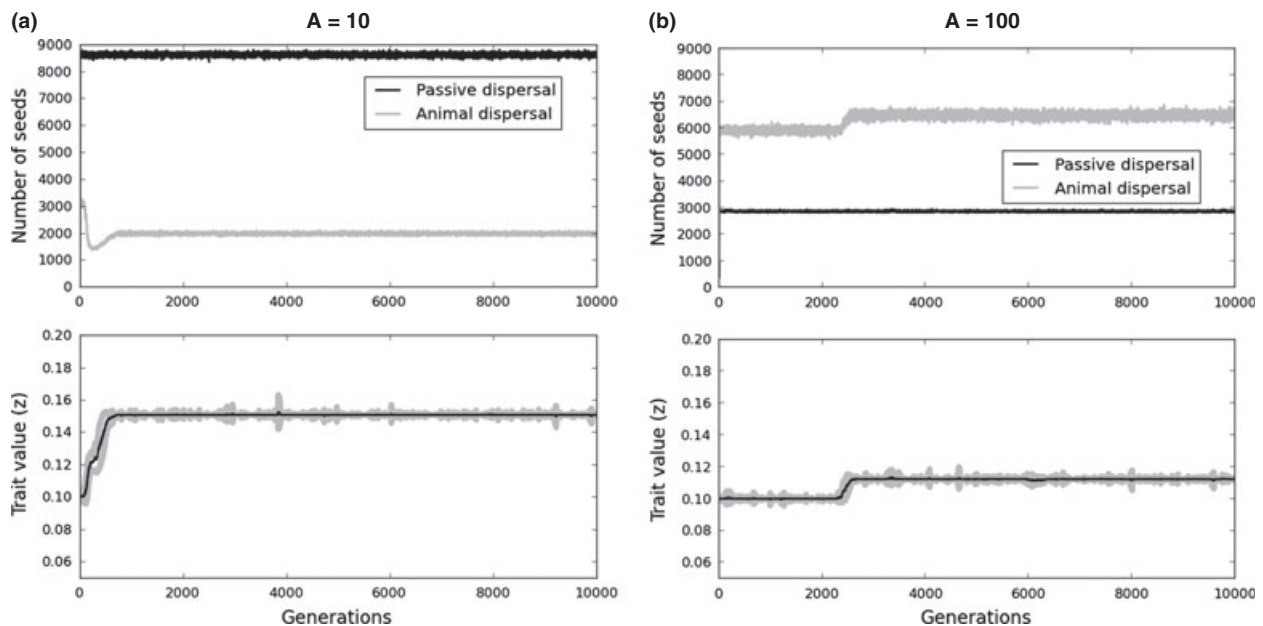 (a) A = 10
Number of seeds
9000
8000
7000
6000
5000
4000
3000
2000
1000
0
Passive dispersal
Animal dispersal
0 2000 4000 6000 8000 10000
Trait value (z)
0.20
0.18
0.16
0.14
0.12
0.10
0.08
0.06
0 2000 4000 6000 8000 10000
Generations
(b) A = 100
Number of seeds
9000
8000
7000
6000
5000
4000
3000
2000
1000
0
Passive dispersal
Animal dispersal
0 2000 4000 6000 8000 10000
Trait value (z)
0.20
0.18
0.16
0.14
0.12
0.10
0.08
0.06
0 2000 4000 6000 8000 10000
Generations